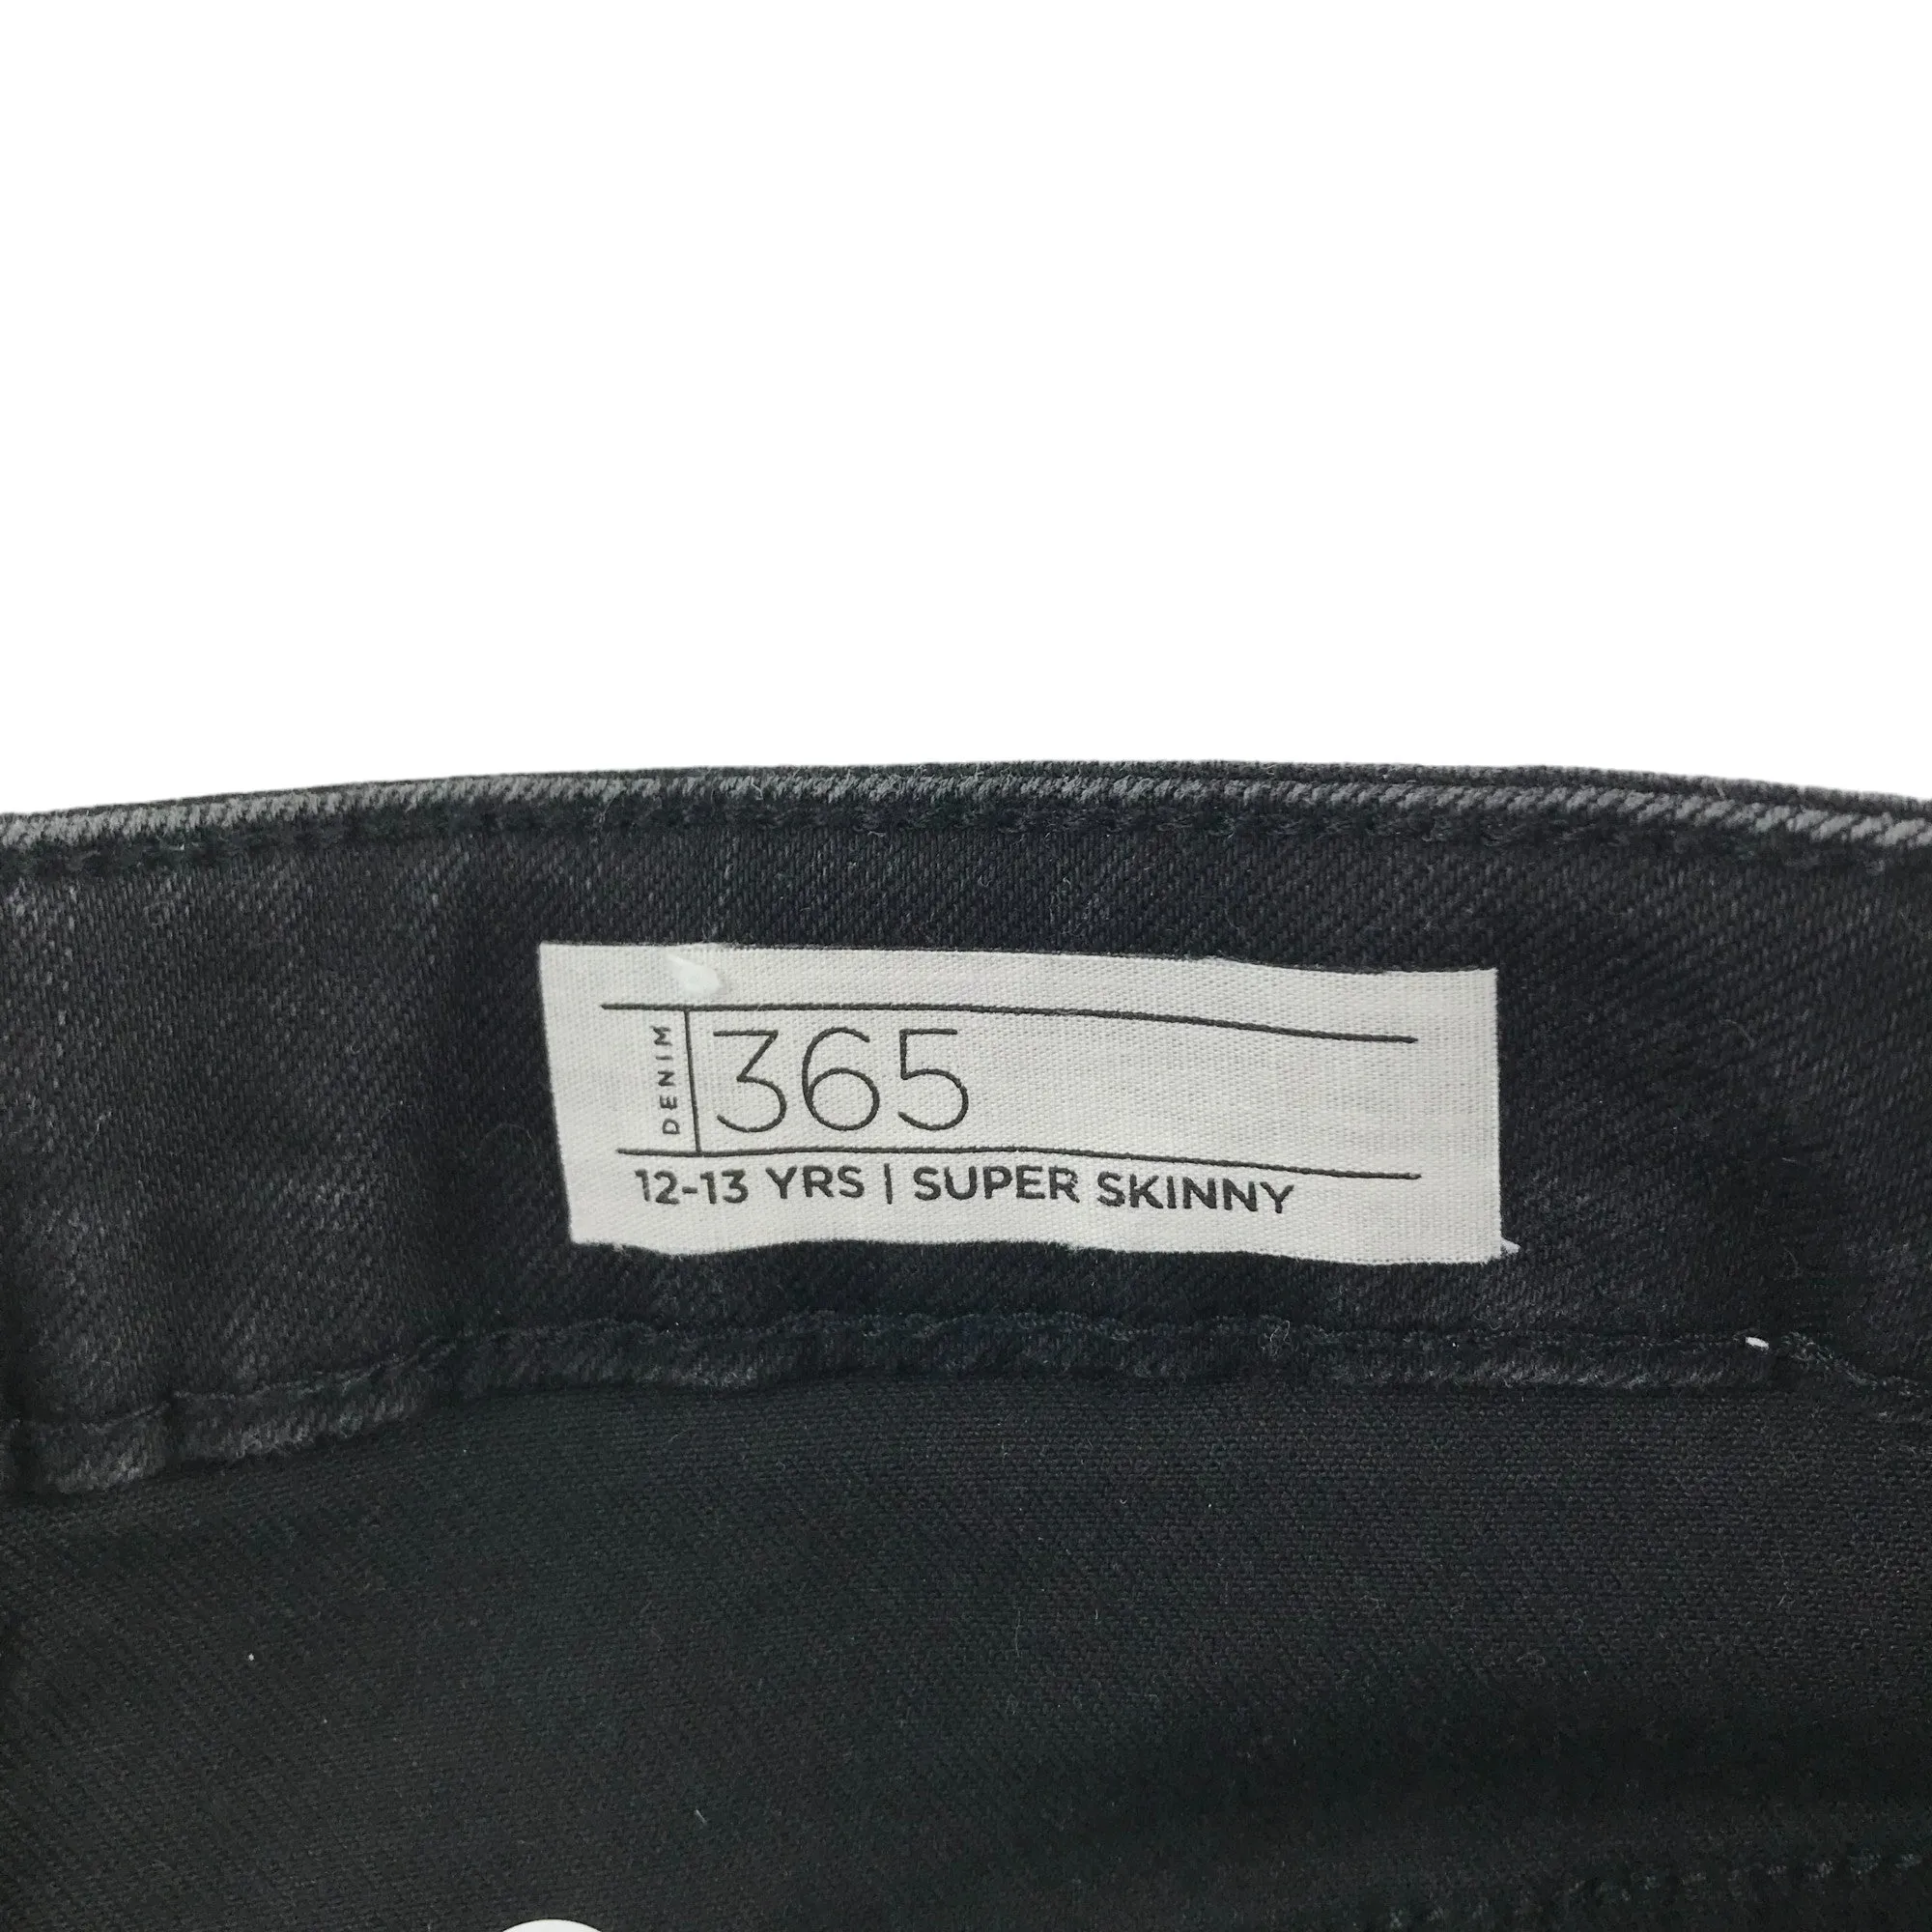 DENIM
365
12-13 YRS | SUPER SKINNY